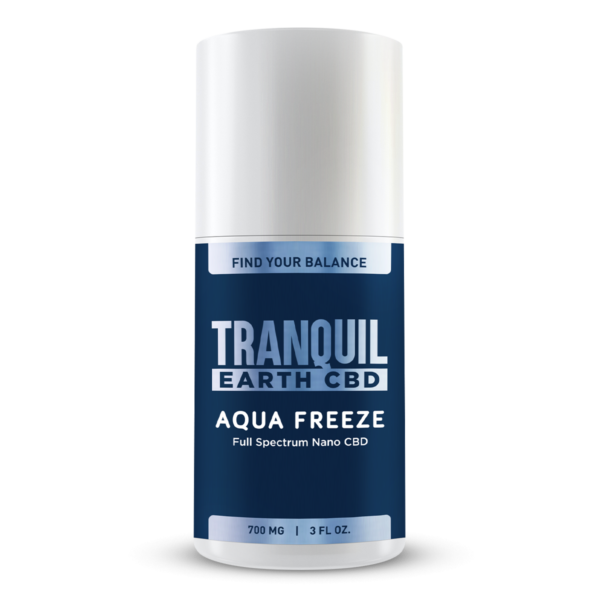 FIND YOUR BALANCE
TRANQUIL
EARTH CBD
AQUA FREEZE
Full Spectrum Nano CBD
700 MG | 3 FL OZ.